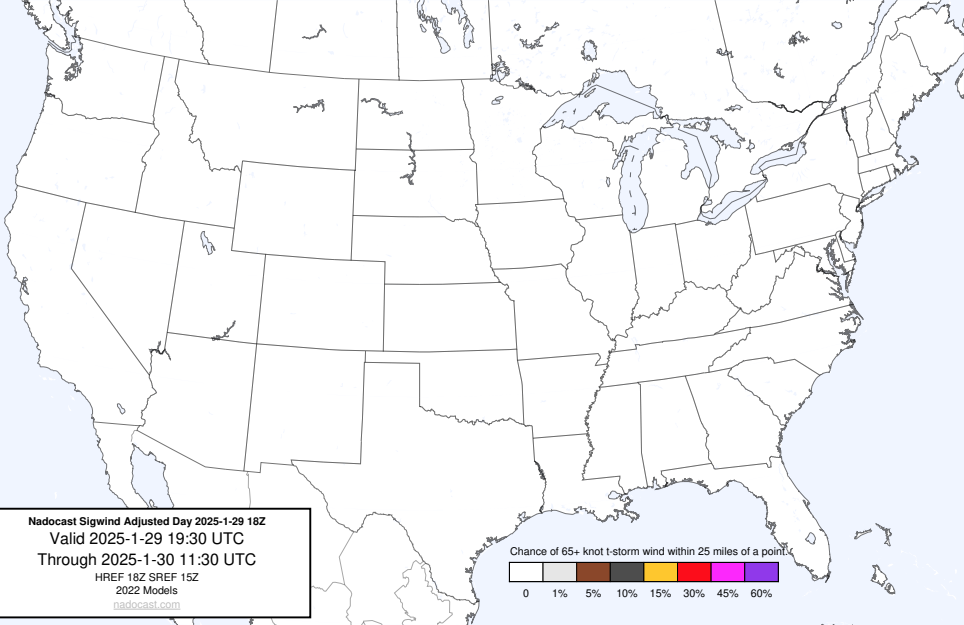 Nadocast Sigwind Adjusted Day 2025-1-29 18Z
Valid 2025-1-29 19:30 UTC
Through 2025-1-30 11:30 UTC
HREF 18Z SREF 15Z
2022 Models
nadocast.com
Chance of 65+ knot t-storm wind within 25 miles of a point.
0 1% 5% 10% 15% 30% 45% 60%